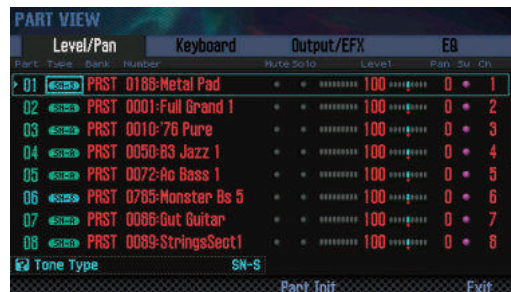 PART VIEW
Level/Pan Keyboard Output/EFX EQ
Part Type Bank Number Mute Solo Level Pan Su Ch
01 SN-S PRST 0188:Metal Pad 100 0 1
02 SN-A PRST 0001:Full Grand 1 100 0 2
03 SN-A PRST 0010:'76 Pure 100 0 3
04 SN-A PRST 0050:B3 Jazz 1 100 0 4
05 SN-A PRST 0072:Ac Bass 1 100 0 5
06 SN-S PRST 0785:Monster Bs 5 100 0 6
07 SN-A PRST 0086:Gut Guitar 100 0 7
08 SN-A PRST 0089:StringsSect1 100 0 8
? Tone Type SN-S
Part Init Exit